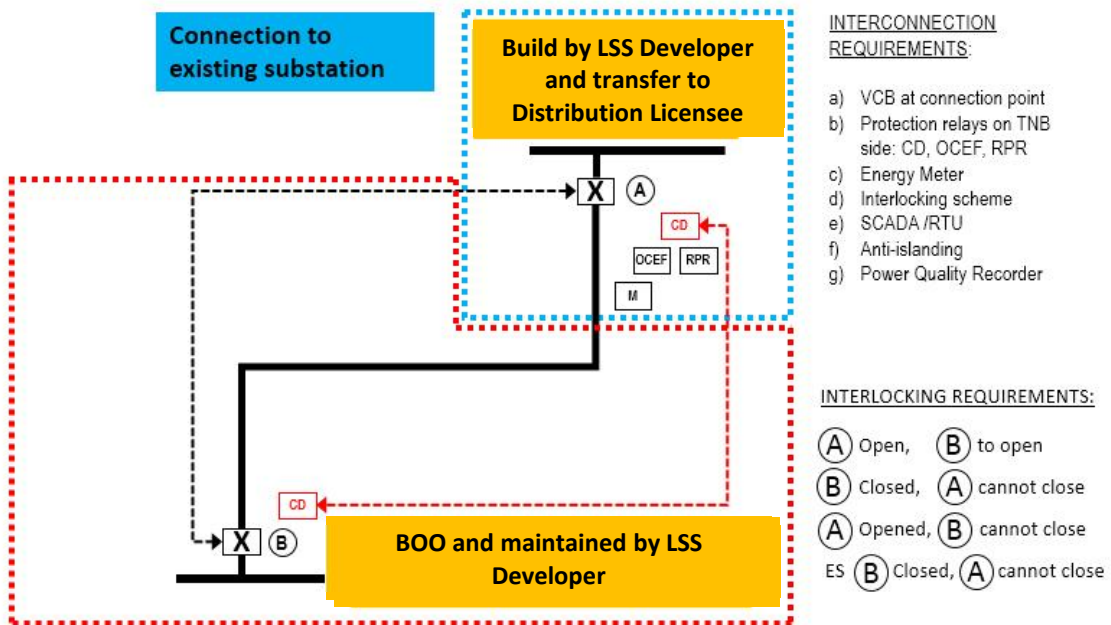 Connection to
existing substation
Build by LSS Developer
and transfer to
Distribution Licensee
X
A
CD
OCEF
RPR
M
CD
X
B
BOO and maintained by LSS
Developer
INTERCONNECTION
REQUIREMENTS:
a) VCB at connection point
b) Protection relays on TNB
side: CD, OCEF, RPR
c) Energy Meter
d) Interlocking scheme
e) SCADA /RTU
f) Anti-islanding
g) Power Quality Recorder
INTERLOCKING REQUIREMENTS:
A Open, B to open
B Closed, A cannot close
A Opened, B cannot close
ES B Closed, A cannot close